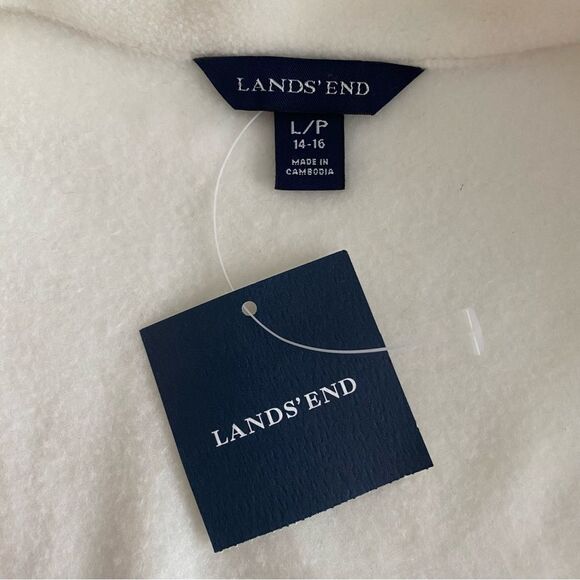 LANDS' END
L/P
14-16
MADE IN
CAMBODIA
LANDS' END